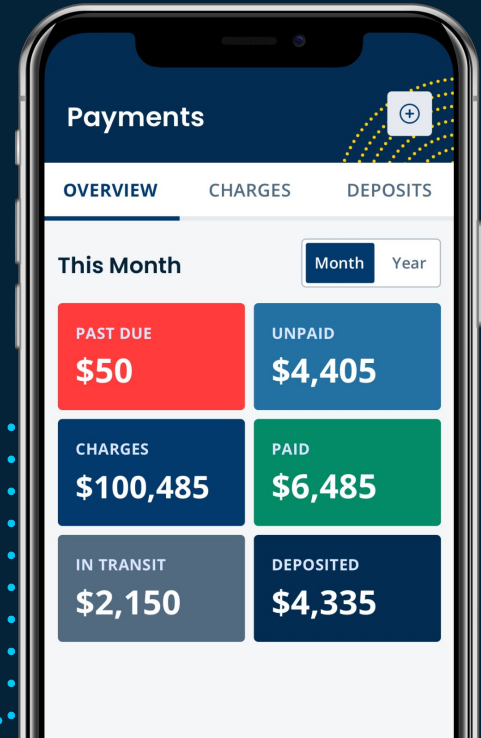 Payments
OVERVIEW CHARGES DEPOSITS
This Month Month Year
PAST DUE UNPAID
$50 $4,405
CHARGES PAID
$100,485 $6,485
IN TRANSIT DEPOSITED
$2,150 $4,335